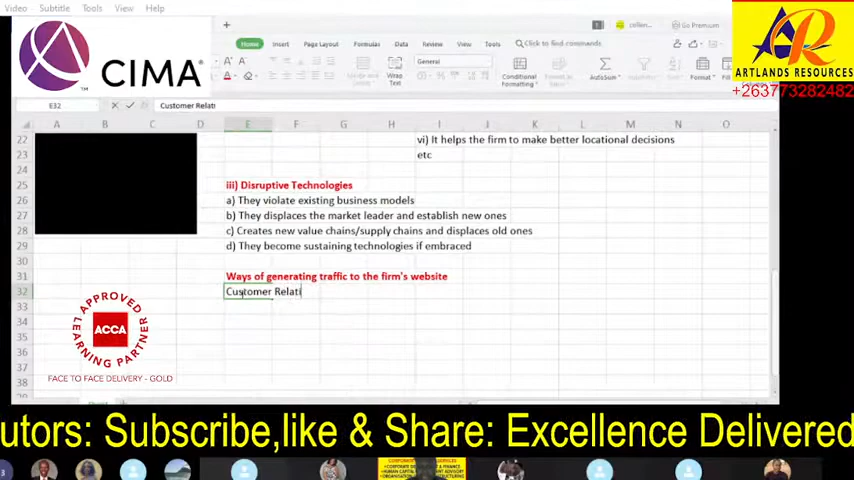 Video Subtitle Tools View Help
CIMA
Home Insert Page Layout Formulas Data Review View Tools Click to find commands
Go Premium
General
Wrap Text
Conditional Formatting
AutoSum
Format
ARTLANDS RESOURCES
+263773282482
E32 Customer Relati
A B C D E F G H I J K L M N O
22 vi) It helps the firm to make better locational decisions
23 etc
24
25 iii) Disruptive Technologies
26 a) They violate existing business models
27 b) They displaces the market leader and establish new ones
28 c) Creates new value chains/supply chains and displaces old ones
29 d) They become sustaining technologies if embraced
30
31 Ways of generating traffic to the firm's website
32 Customer Relati
33
34
35
36
37
38
APPROVED LEARNING PARTNER
ACCA
FACE TO FACE DELIVERY - GOLD
utors: Subscribe,like & Share: Excellence Delivered